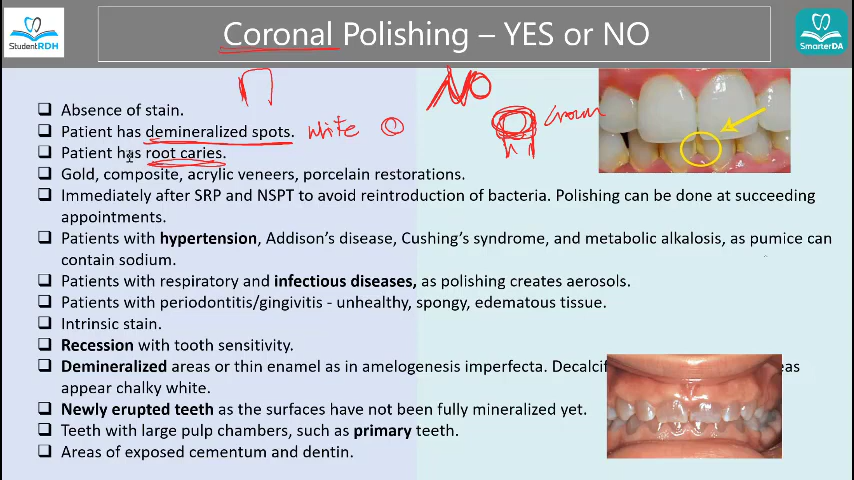 StudentRDH
Coronal Polishing – YES or NO
SmarterDA
NO
Absence of stain.
Patient has demineralized spots. white
crown
Patient has root caries.
Gold, composite, acrylic veneers, porcelain restorations.
Immediately after SRP and NSPT to avoid reintroduction of bacteria. Polishing can be done at succeeding
appointments.
Patients with hypertension, Addison's disease, Cushing's syndrome, and metabolic alkalosis, as pumice can
contain sodium.
Patients with respiratory and infectious diseases, as polishing creates aerosols.
Patients with periodontitis/gingivitis - unhealthy, spongy, edematous tissue.
Intrinsic stain.
Recession with tooth sensitivity.
Demineralized areas or thin enamel as in amelogenesis imperfecta.
appear chalky white.
Newly erupted teeth as the surfaces have not been fully mineralized yet.
Teeth with large pulp chambers, such as primary teeth.
Areas of exposed cementum and dentin.